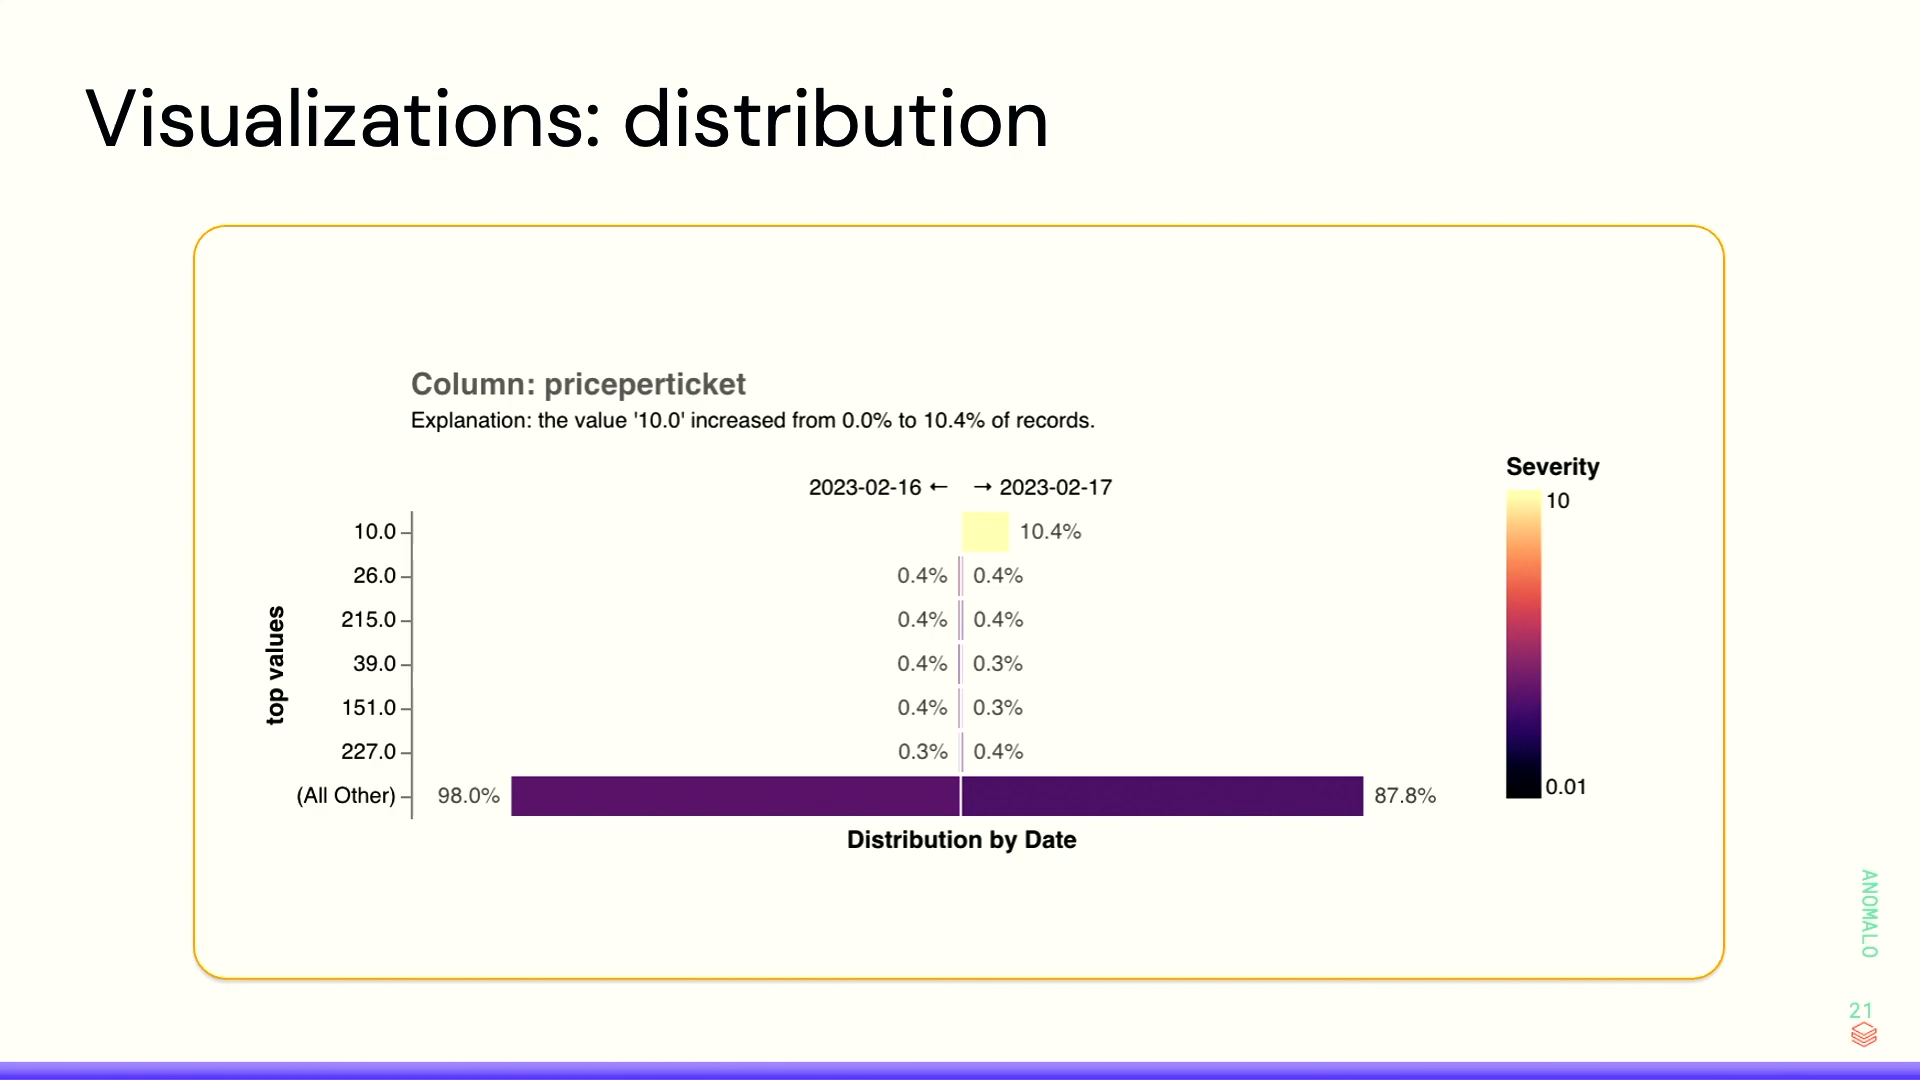 Visualizations: distribution
Column: priceperticket
Explanation: the value '10.0' increased from 0.0% to 10.4% of records.
2023-02-16 ← → 2023-02-17
Severity
10
0.01
top values
10.0 10.4%
26.0 0.4% 0.4%
215.0 0.4% 0.4%
39.0 0.4% 0.3%
151.0 0.4% 0.3%
227.0 0.3% 0.4%
(All Other) 98.0% 87.8%
Distribution by Date
ANOMALO
21